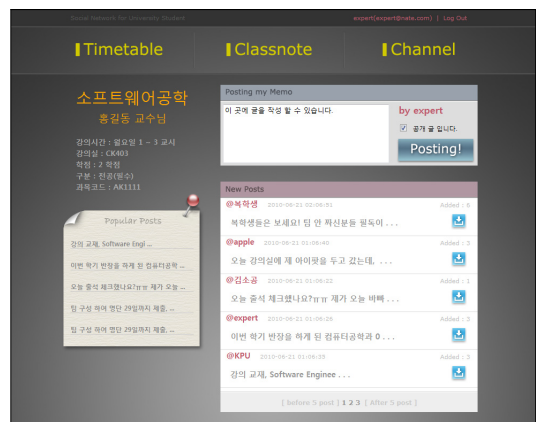 Social Network for University Student
expert(expert@nate.com) | Log Out
Timetable
Classnote
Channel
소프트웨어공학
홍길동 교수님
강의시간 : 월요일 1 ~ 3 교시
강의실 : CK403
학점 : 2 학점
구분 : 전공(필수)
과목코드 : AK1111
Popular Posts
강의 교재, Software Engi ...
이번 학기 반장을 하게 된 컴퓨터공학 ...
오늘 출석 체크했나요?ㅠㅠ 제가 오늘 ...
팀 구성 하여 명단 29일까지 제출, ...
팀 구성 하여 명단 29일까지 제출, ...
Posting my Memo
이 곳에 글을 작성 할 수 있습니다.
by expert
공개 글 입니다.
Posting!
New Posts
@복학생 2010-06-21 02:06:51 Added : 6
복학생들은 보세요! 팀 안 짜신분들 필독이 . . .
@apple 2010-06-21 01:06:40 Added : 3
오늘 강의실에 제 아이팟을 두고 갔는데, . . .
@김소공 2010-06-21 01:06:22 Added : 1
오늘 출석 체크했나요?ㅠㅠ 제가 오늘 바빠 . . .
@expert 2010-06-21 01:06:26 Added : 3
이번 학기 반장을 하게 된 컴퓨터공학과 0 . . .
@KPU 2010-06-21 01:06:23 Added : 3
강의 교재, Software Enginee . . .
[ before 5 post ] 1 2 3 [ After 5 post ]